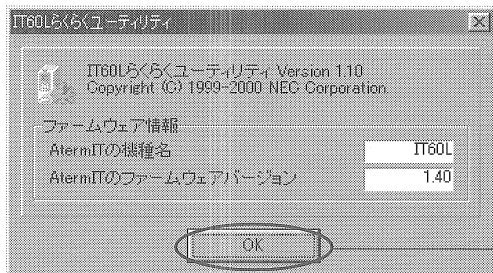 IT60Lらくらくユーティリティ
IT60Lらくらくユーティリティ Version 1.10
Copyright (C) 1999-2000 NEC Corporation
ファームウェア情報
AtermITの機種名 IT60L
AtermITのファームウェアバージョン 1.40
OK